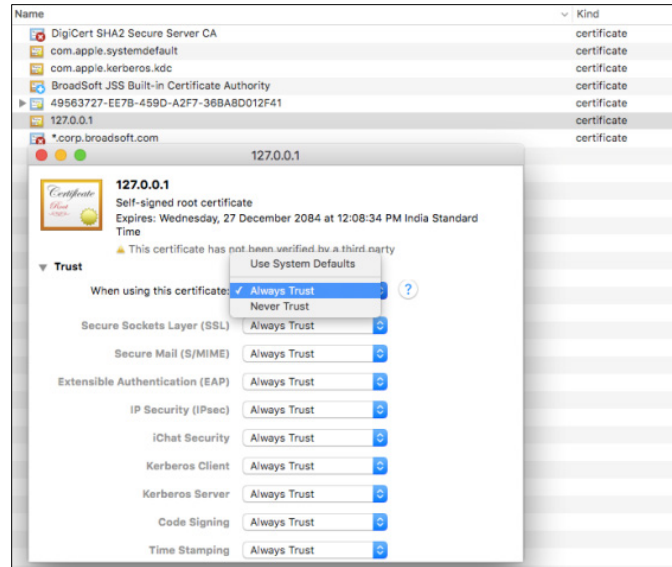 Name Kind
DigiCert SHA2 Secure Server CA certificate
com.apple.systemdefault certificate
com.apple.kerberos.kdc certificate
BroadSoft JSS Built-in Certificate Authority certificate
49563727-EE7B-459D-A2F7-36BA8D012F41 certificate
127.0.0.1 certificate
*.corp.broadsoft.com certificate
127.0.0.1
Certificate
Root
127.0.0.1
Self-signed root certificate
Expires: Wednesday, 27 December 2084 at 12:08:34 PM India Standard
Time
This certificate has not been verified by a third party
Trust
Use System Defaults
When using this certificate: ✓ Always Trust ?
Never Trust
Secure Sockets Layer (SSL) Always Trust
Secure Mail (S/MIME) Always Trust
Extensible Authentication (EAP) Always Trust
IP Security (IPsec) Always Trust
iChat Security Always Trust
Kerberos Client Always Trust
Kerberos Server Always Trust
Code Signing Always Trust
Time Stamping Always Trust